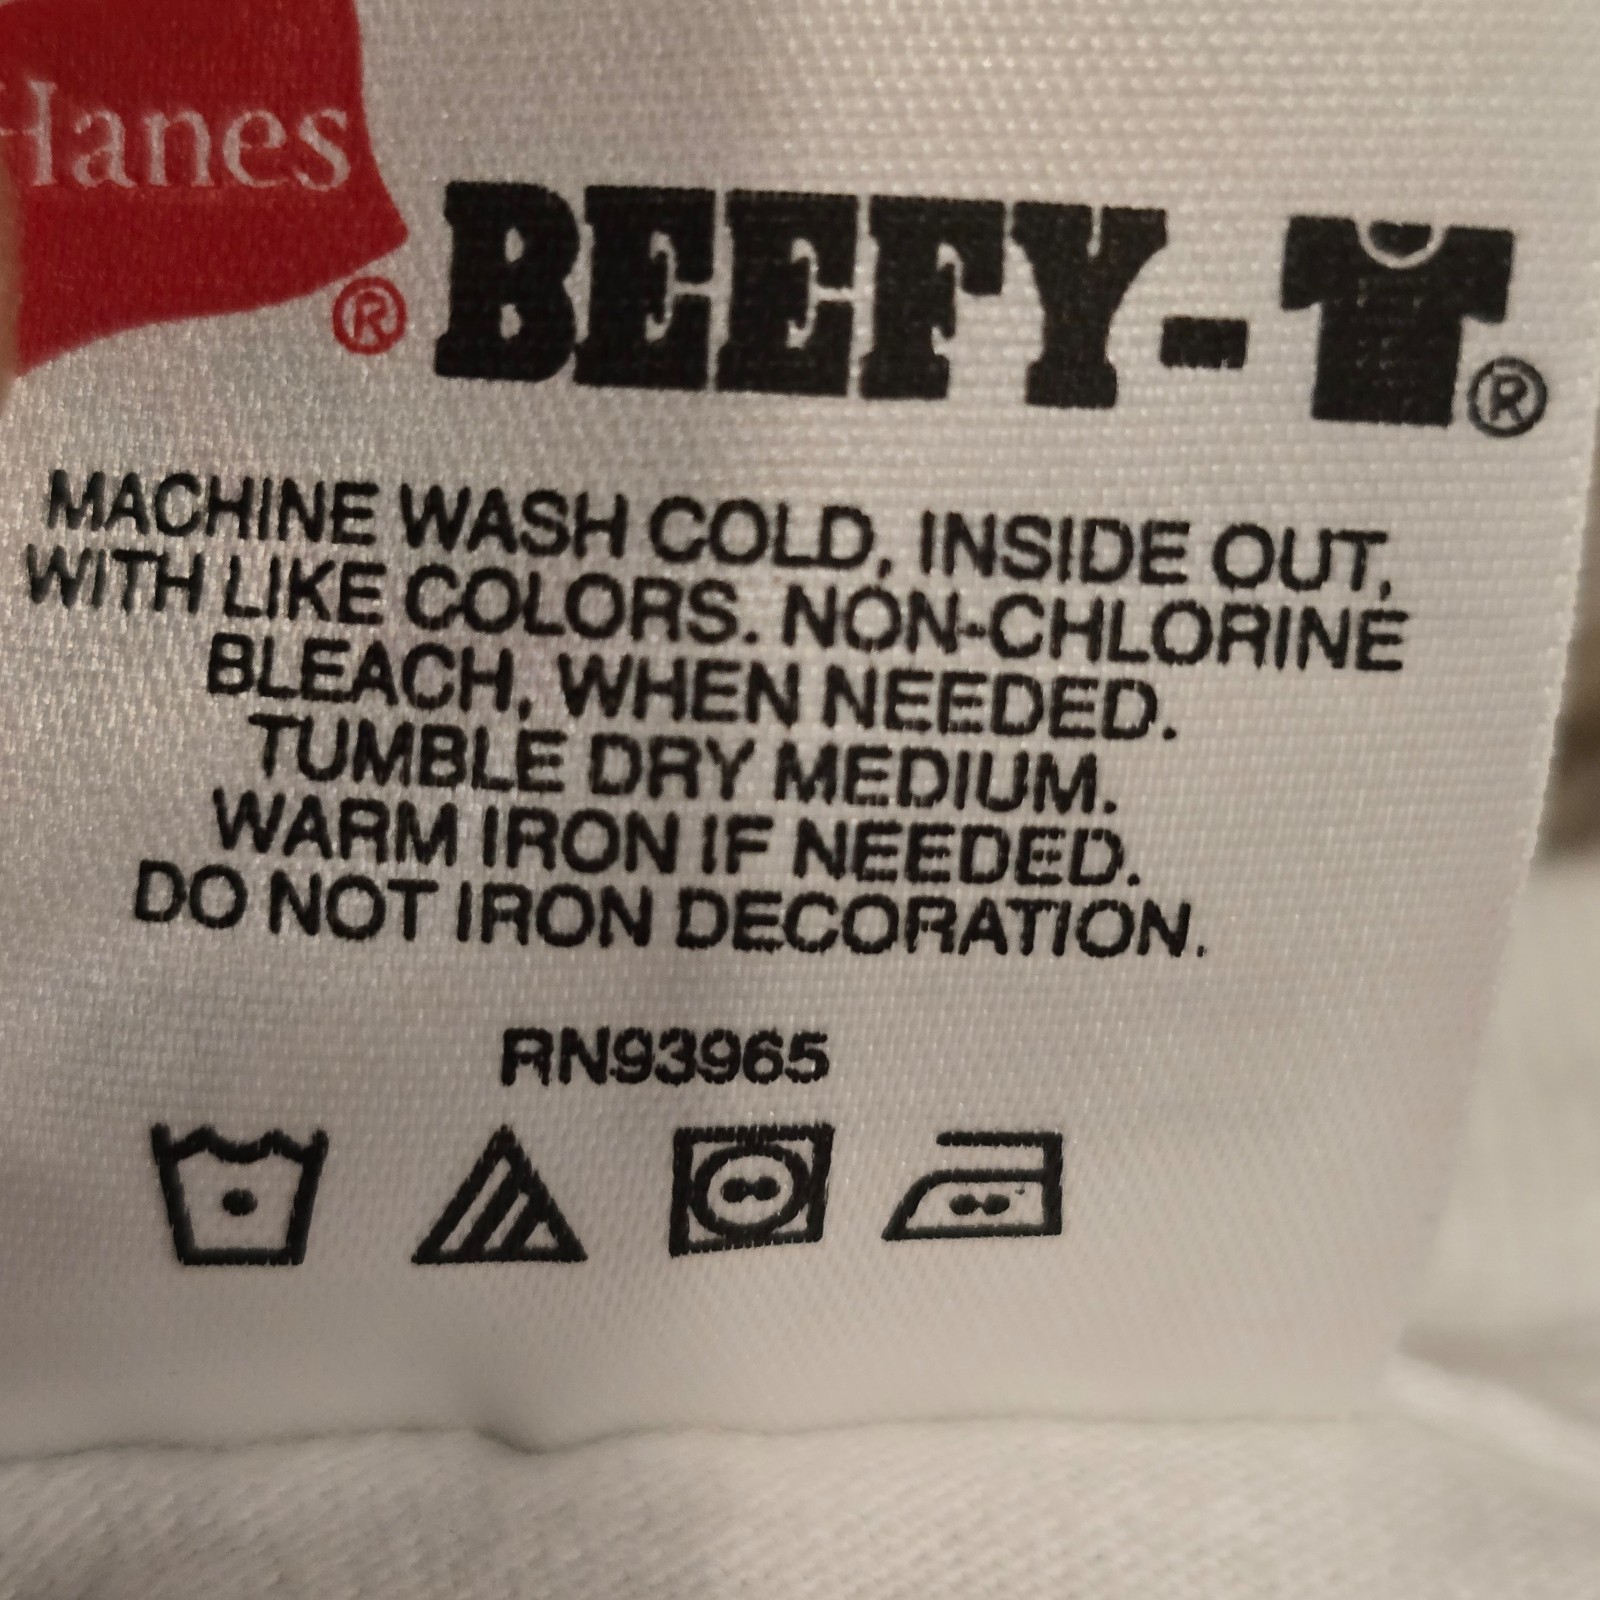 Hanes
®
BEEFY-T®
MACHINE WASH COLD, INSIDE OUT,
WITH LIKE COLORS. NON-CHLORINE
BLEACH, WHEN NEEDED.
TUMBLE DRY MEDIUM.
WARM IRON IF NEEDED.
DO NOT IRON DECORATION.
RN93965